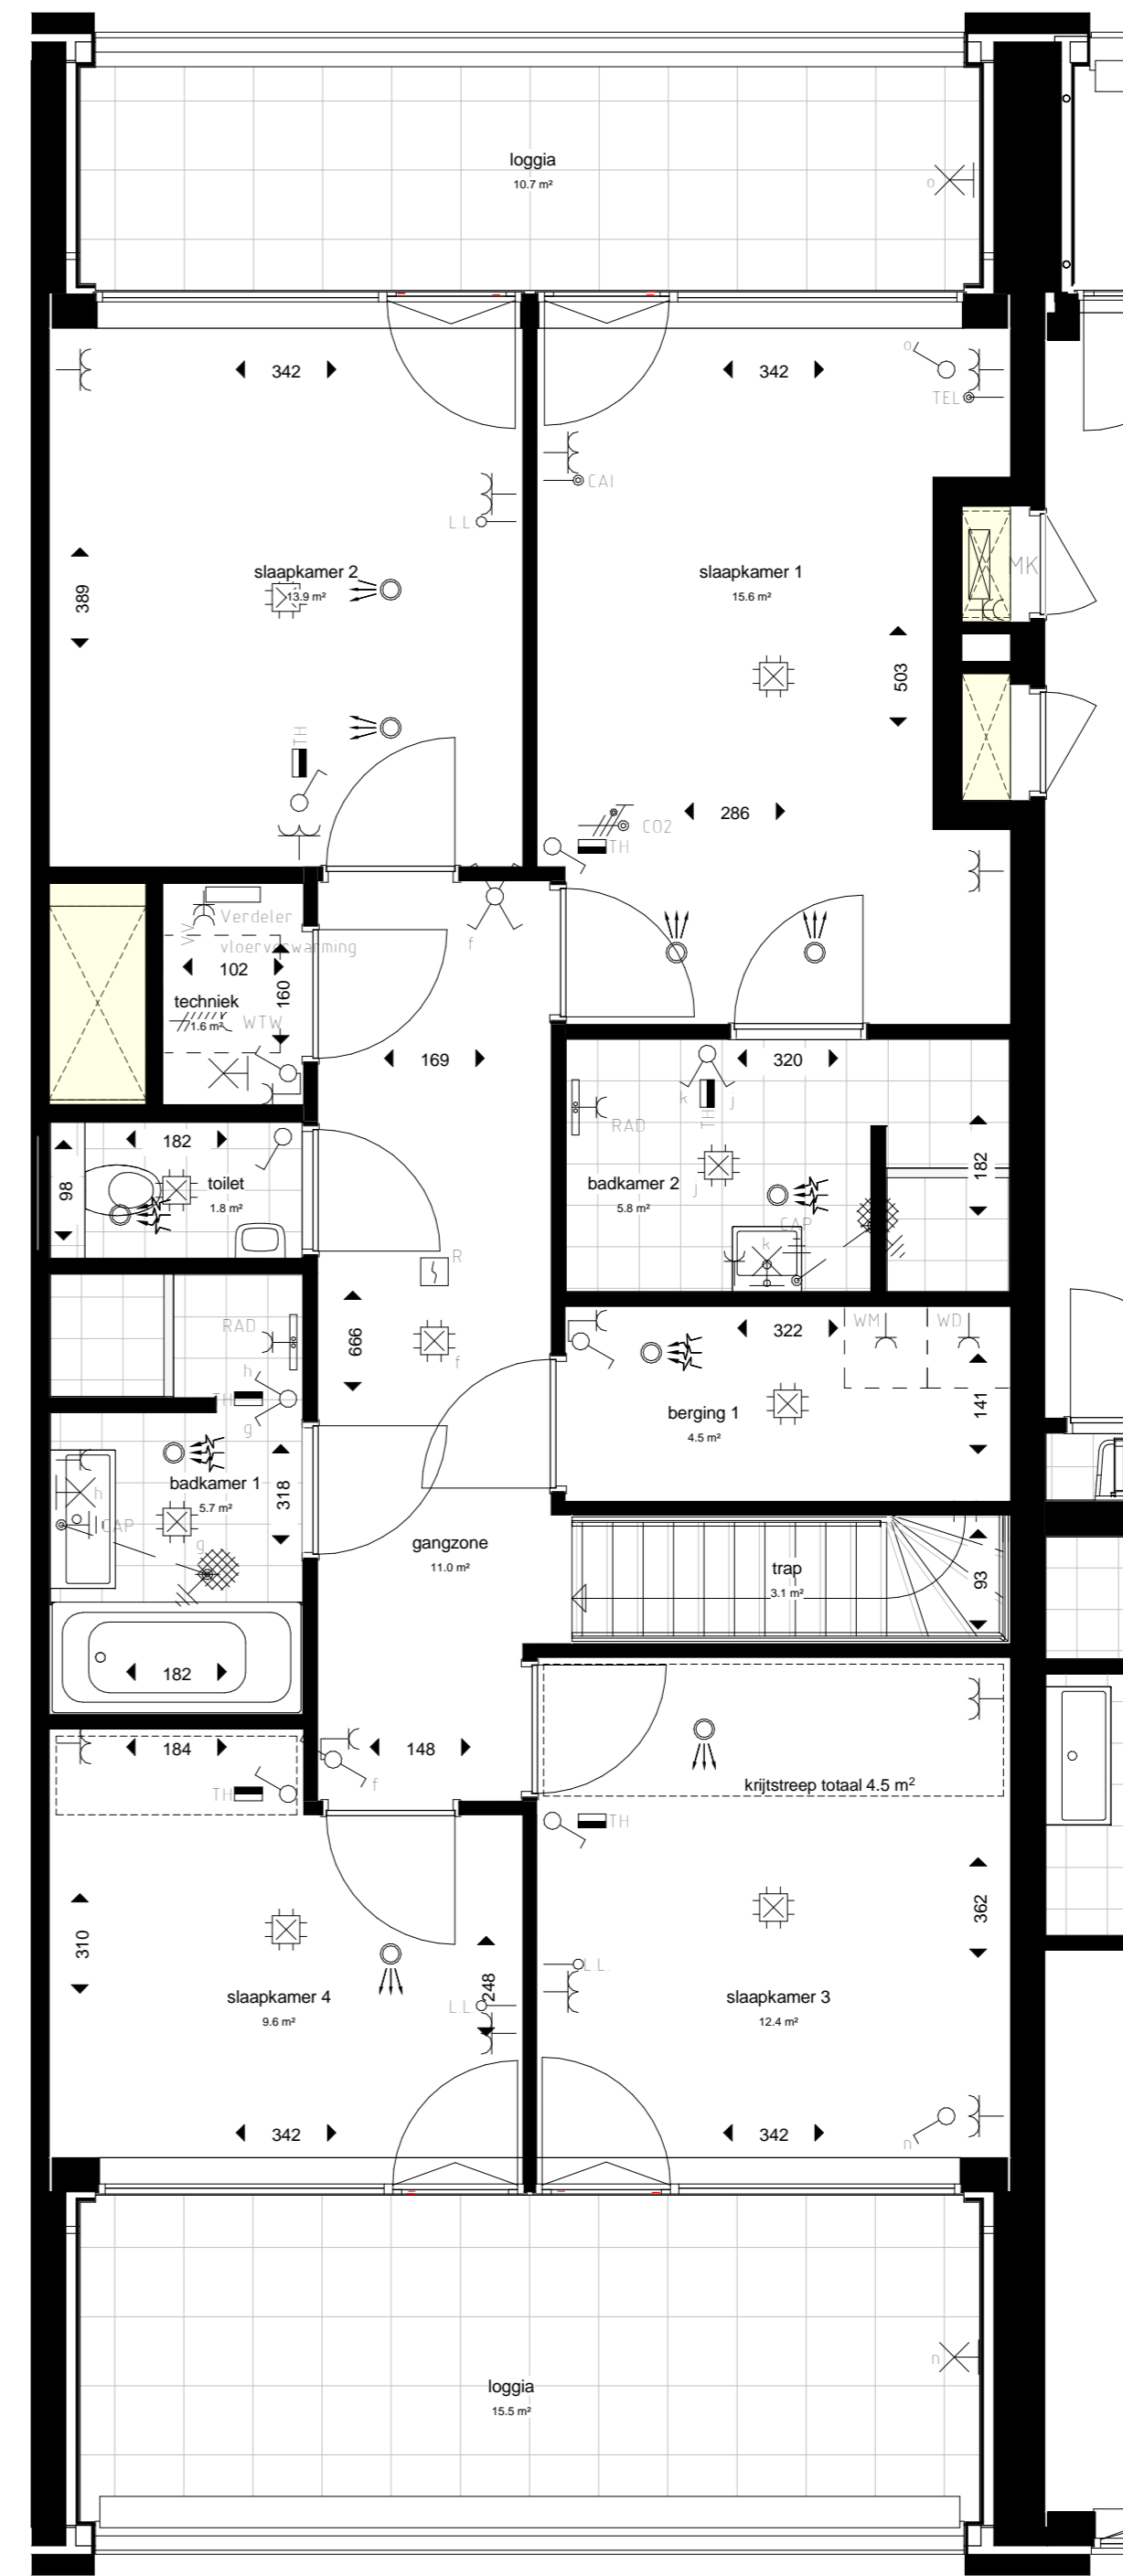 loggia
10.7 m²
o
342
342
o
TEL
CAI
L.L.
389
slaapkamer 2
13.9 m²
slaapkamer 1
15.6 m²
MK
503
TH
286
CO2
TH
VV
Verdeler
vloerverwarming
f
102
160
techniek
1.6 m²
WTW
169
320
k
j
TH
RAD
182
98
toilet
1.8 m²
badkamer 2
5.8 m²
j
182
CAP
k
R
RAD
666
f
322
WM
WD
h
TH
g
berging 1
4.5 m²
141
badkamer 1
5.7 m²
318
h
CAP
g
gangzone
11.0 m²
trap
3.1 m²
93
182
184
148
f
TH
krijtstreep totaal 4.5 m²
TH
310
362
248
L.L.
slaapkamer 4
9.6 m²
L.L.
slaapkamer 3
12.4 m²
342
342
n
n
loggia
15.5 m²